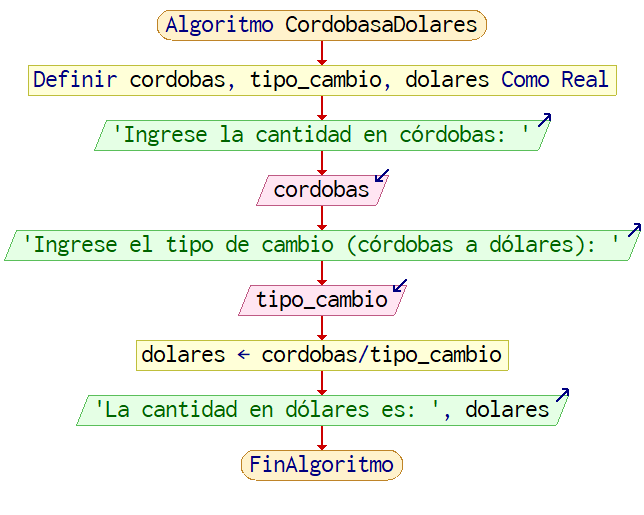 Algoritmo CordobasaDolares
Definir cordobas, tipo_cambio, dolares Como Real
'Ingrese la cantidad en córdobas: '
cordobas
'Ingrese el tipo de cambio (córdobas a dólares): '
tipo_cambio
dolares ← cordobas/tipo_cambio
'La cantidad en dólares es: ', dolares
FinAlgoritmo